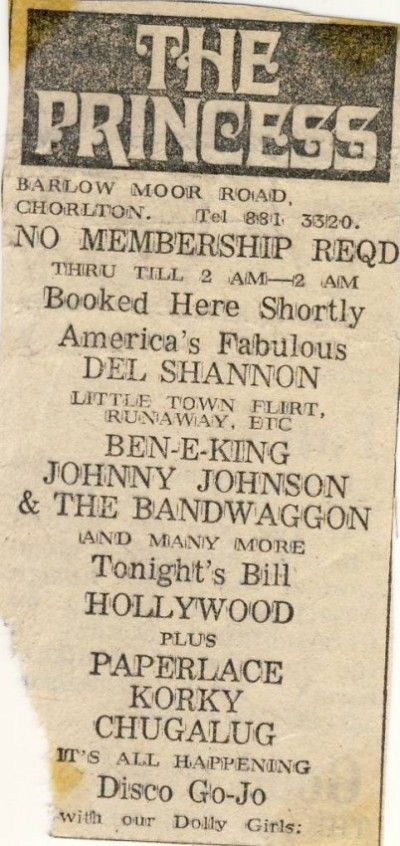 THE
PRINCESS
BARLOW MOOR ROAD,
CHORLTON. Tel 881 3320.
NO MEMBERSHIP REQD
THRU TILL 2 AM—2 AM
Booked Here Shortly
America's Fabulous
DEL SHANNON
LITTLE TOWN FLIRT,
RUNAWAY, ETC
BEN-E-KING
JOHNNY JOHNSON
& THE BANDWAGGON
AND MANY MORE
Tonight's Bill
HOLLYWOOD
PLUS
PAPERLACE
KORKY
CHUGALUG
IT'S ALL HAPPENING
Disco Go-Jo
with our Dolly Girls: